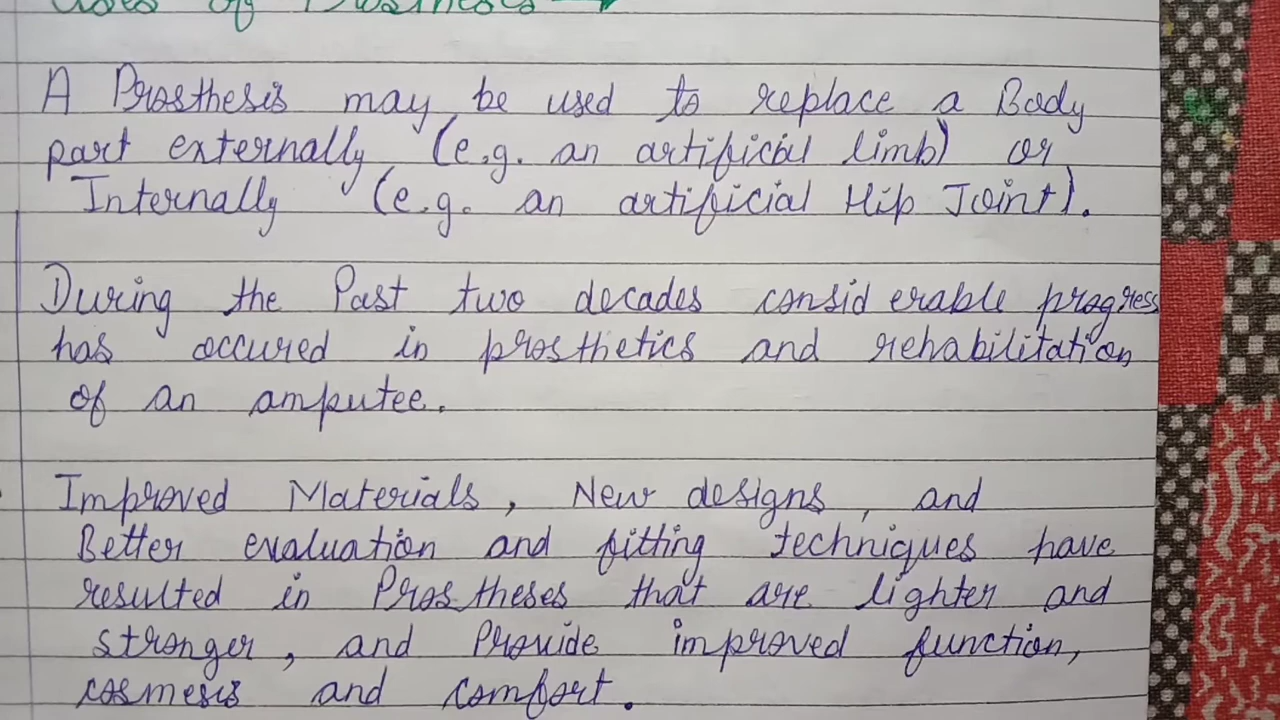 Uses of Prosthesis →
A Prosthesis may be used to replace a Body
part externally (e.g. an artificial limb) or
Internally (e.g. an artificial Hip Joint).
During the Past two decades considerable progress
has occured in prosthetics and rehabilitation
of an amputee.
Improved Materials, New designs, and
Better evaluation and fitting techniques have
resulted in Prostheses that are lighter and
stronger, and Provide improved function,
cosmesis and comfort.